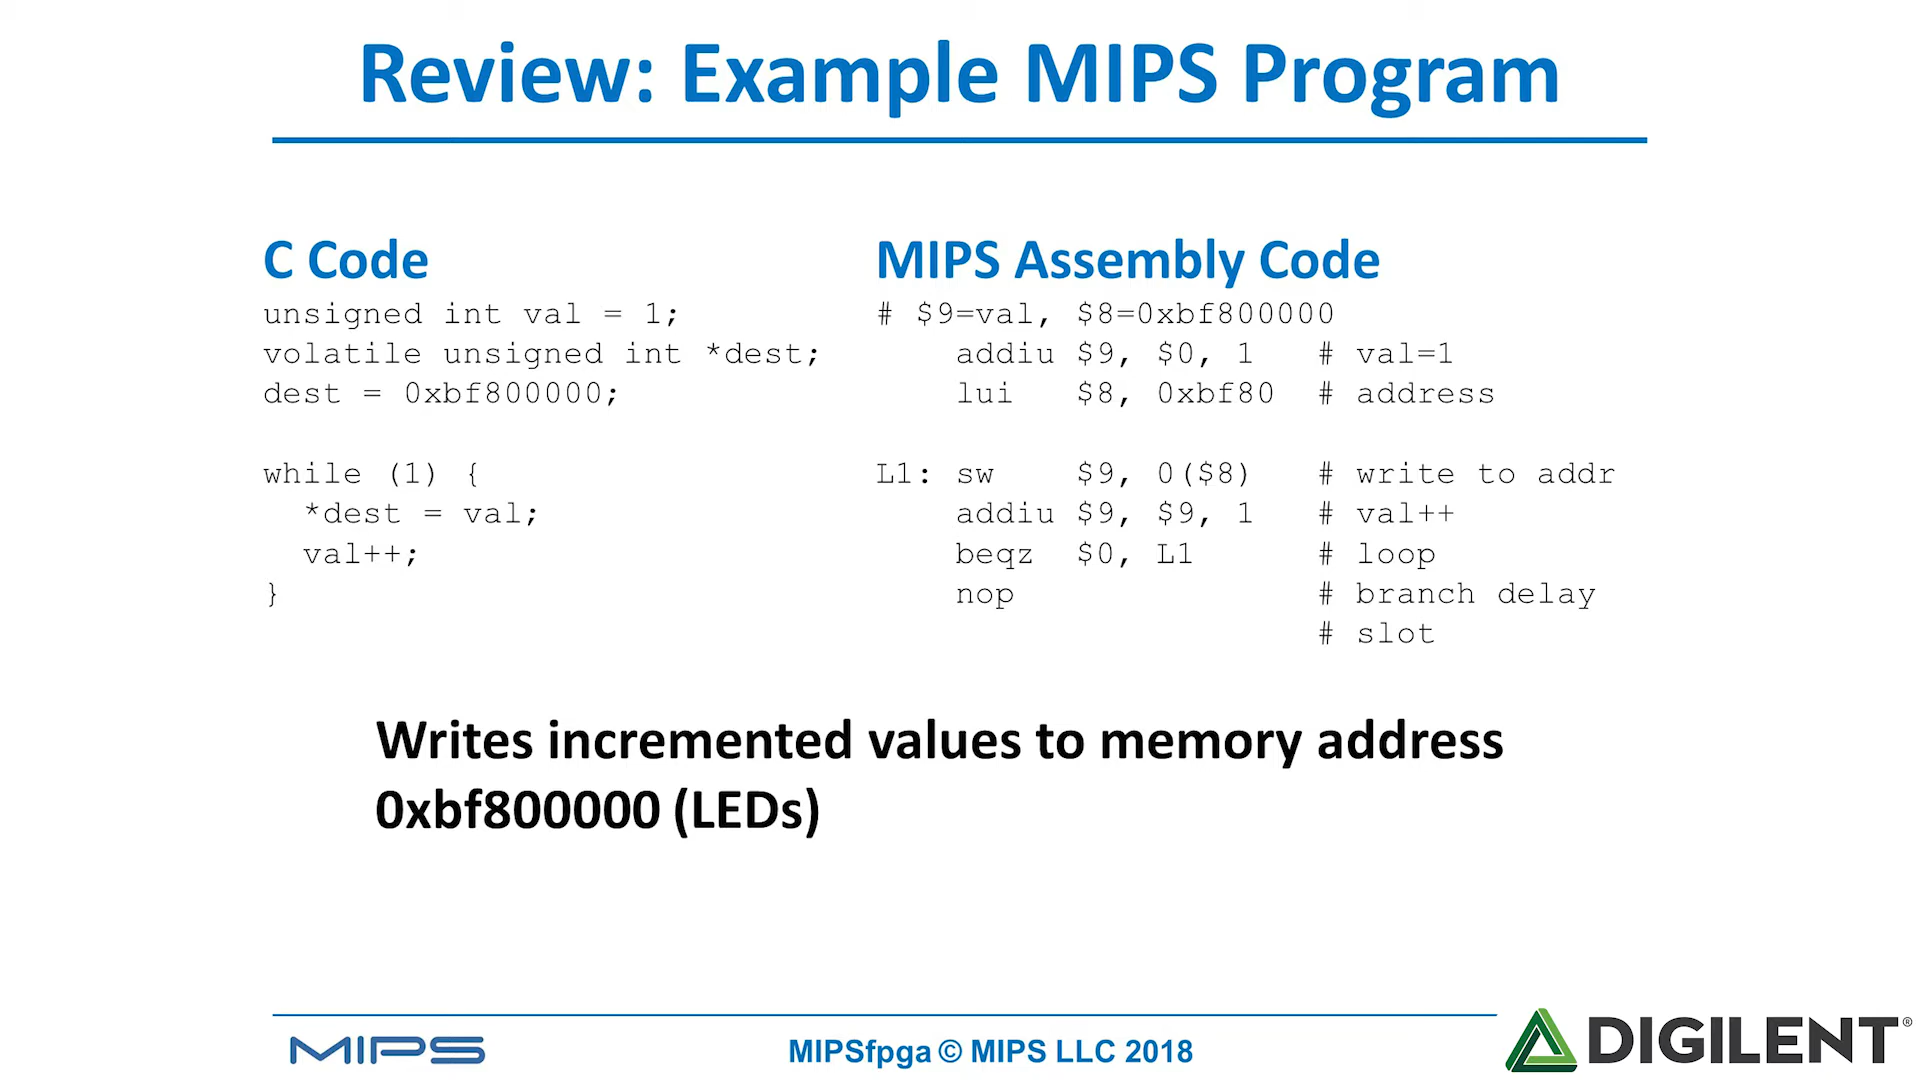 Review: Example MIPS Program
C Code
unsigned int val = 1;
volatile unsigned int *dest;
dest = 0xbf800000;
while (1) {
  *dest = val;
  val++;
}
MIPS Assembly Code
# $9=val, $8=0xbf800000
    addiu $9, $0, 1   # val=1
    lui   $8, 0xbf80  # address
L1: sw    $9, 0($8)   # write to addr
    addiu $9, $9, 1   # val++
    beqz  $0, L1      # loop
    nop               # branch delay
                      # slot
Writes incremented values to memory address
0xbf800000 (LEDs)
MIPS
MIPSfpga © MIPS LLC 2018
DIGILENT®